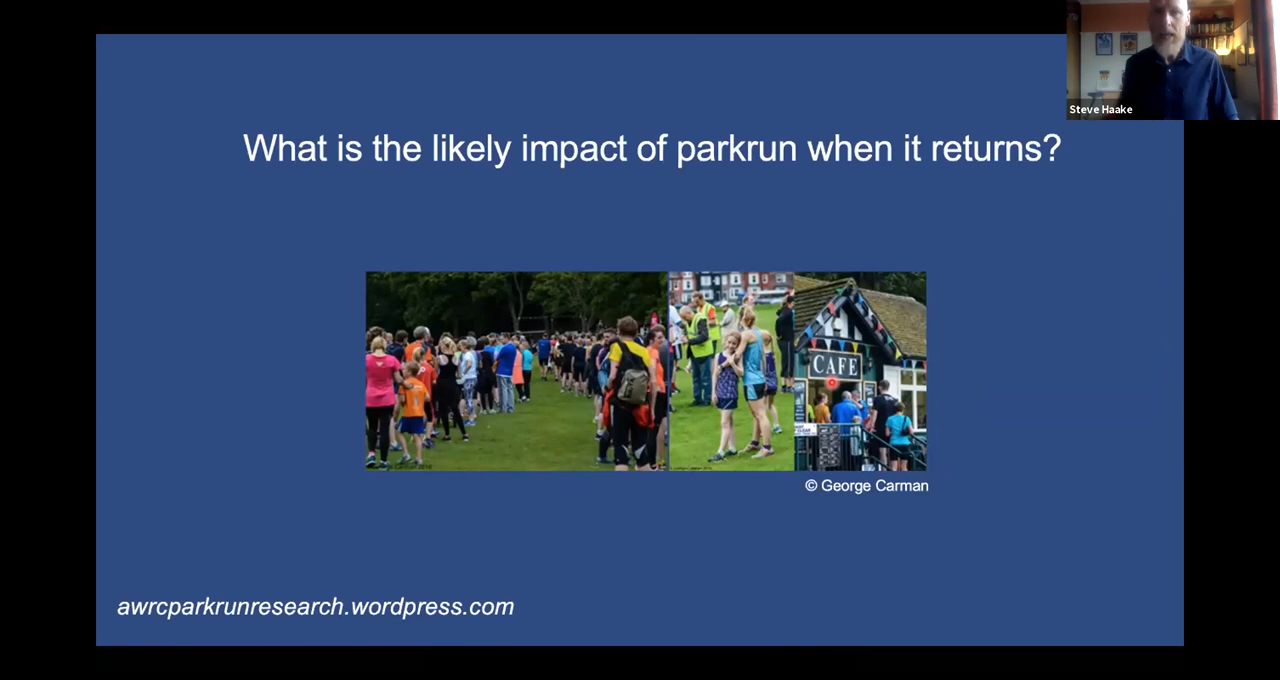 Steve Haake
What is the likely impact of parkrun when it returns?
CAFE
© George Carman
awrcparkrunresearch.wordpress.com